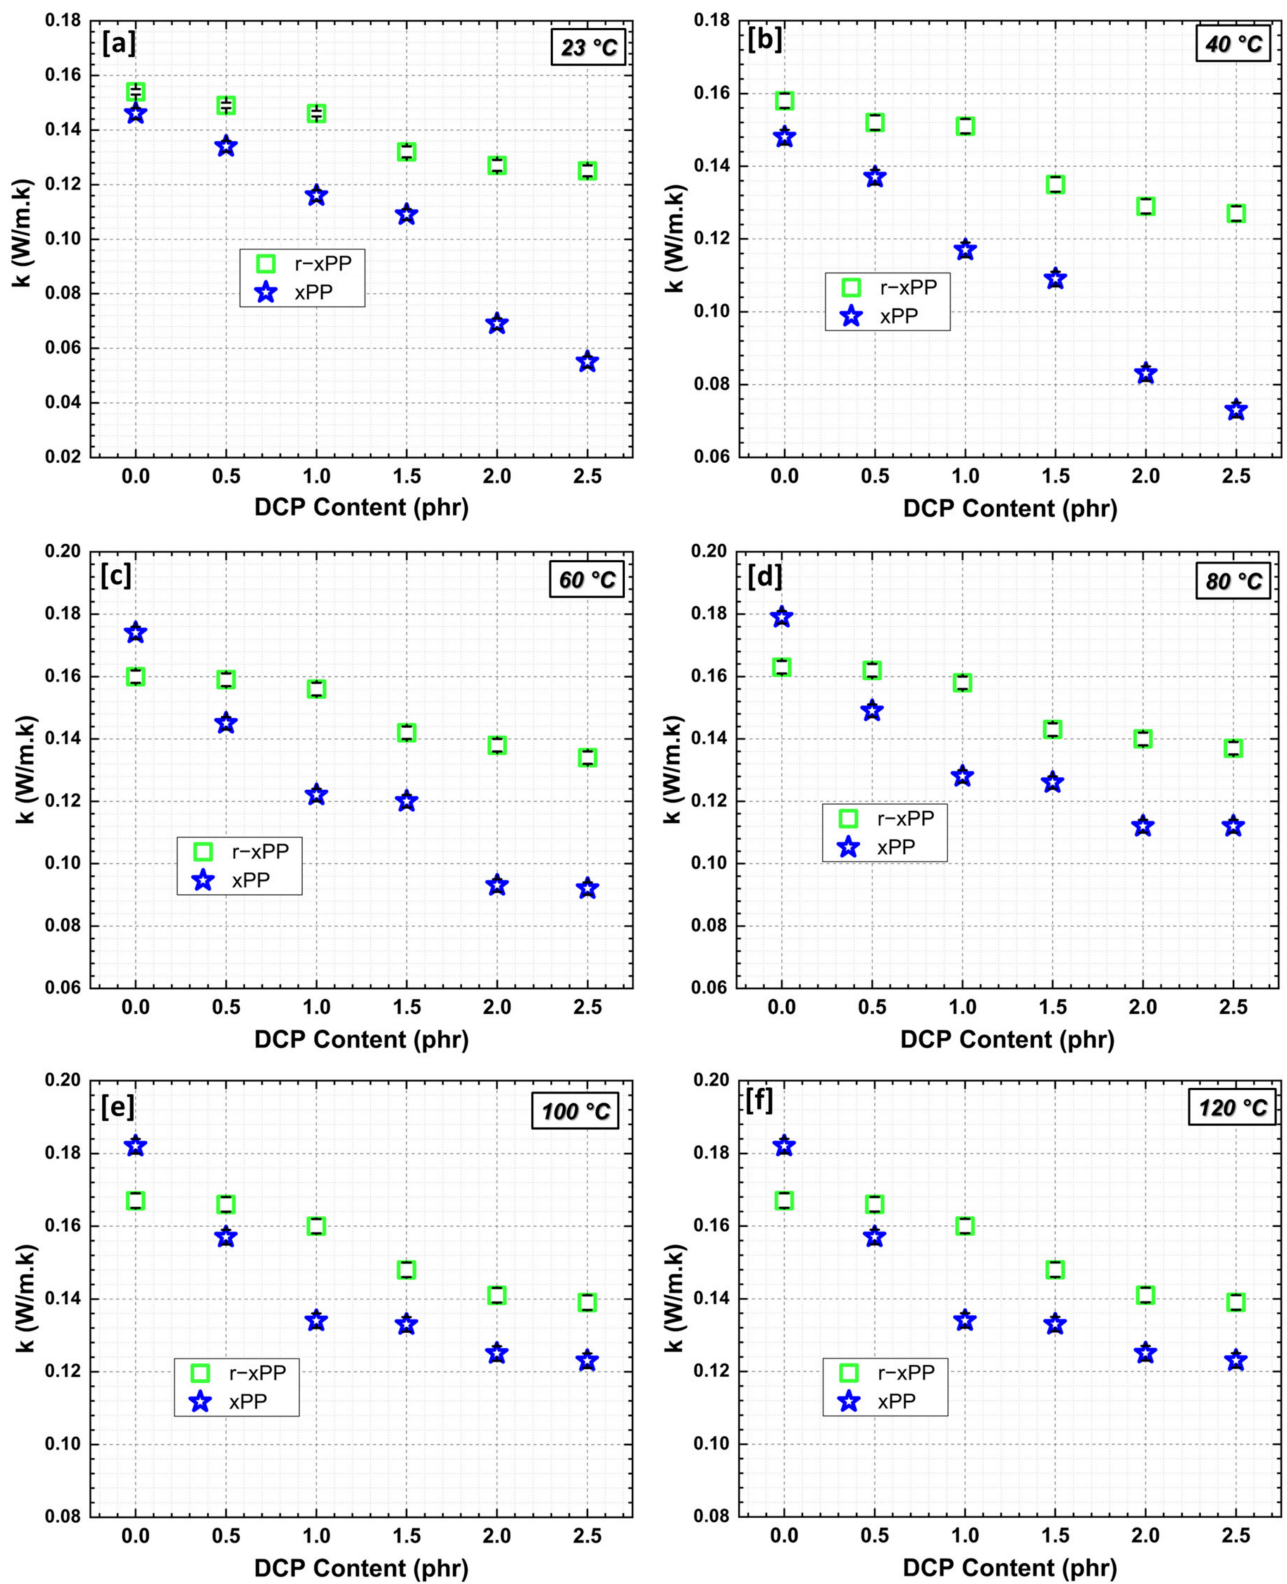 [a]
23 °C
0.18
0.16
0.14
0.12
0.10
0.08
0.06
0.04
0.02
k (W/m.k)
r-xPP
xPP
0.0 0.5 1.0 1.5 2.0 2.5
DCP Content (phr)
[b]
40 °C
0.18
0.16
0.14
0.12
0.10
0.08
0.06
k (W/m.k)
r-xPP
xPP
0.0 0.5 1.0 1.5 2.0 2.5
DCP Content (phr)
[c]
60 °C
0.20
0.18
0.16
0.14
0.12
0.10
0.08
0.06
k (W/m.k)
r-xPP
xPP
0.0 0.5 1.0 1.5 2.0 2.5
DCP Content (phr)
[d]
80 °C
0.20
0.18
0.16
0.14
0.12
0.10
0.08
0.06
k (W/m.k)
r-xPP
xPP
0.0 0.5 1.0 1.5 2.0 2.5
DCP Content (phr)
[e]
100 °C
0.20
0.18
0.16
0.14
0.12
0.10
0.08
k (W/m.k)
r-xPP
xPP
0.0 0.5 1.0 1.5 2.0 2.5
DCP Content (phr)
[f]
120 °C
0.20
0.18
0.16
0.14
0.12
0.10
0.08
k (W/m.k)
r-xPP
xPP
0.0 0.5 1.0 1.5 2.0 2.5
DCP Content (phr)